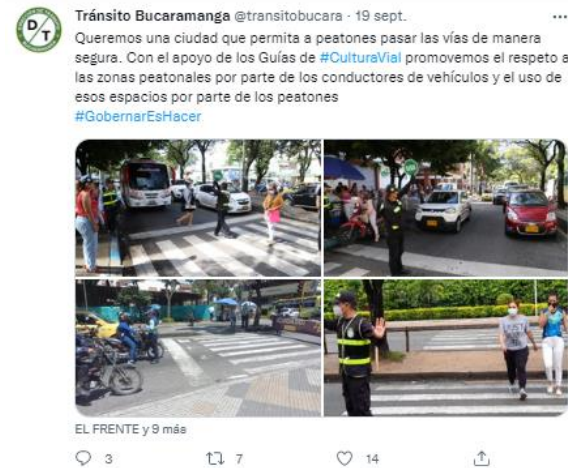 Tránsito Bucaramanga @transitobucara · 19 sept.
Queremos una ciudad que permita a peatones pasar las vías de manera
segura. Con el apoyo de los Guías de #CulturaVial promovemos el respeto a
las zonas peatonales por parte de los conductores de vehículos y el uso de
esos espacios por parte de los peatones
#GobernarEsHacer
EL FRENTE y 9 más
3 7 14